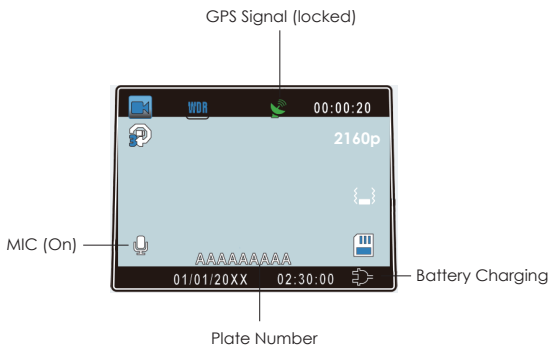 GPS Signal (locked)
WDR 00:00:20
3
2160p
MIC (On)
AAAAAAAAA
01/01/20XX 02:30:00
Battery Charging
Plate Number